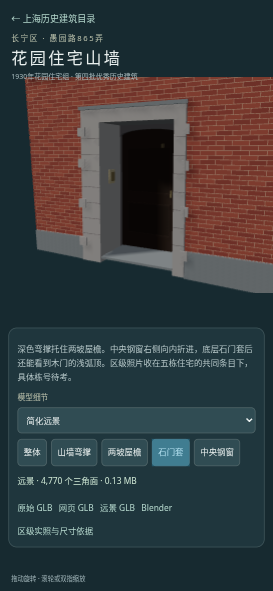 ← 上海历史建筑目录
长宁区 · 愚园路865弄
花园住宅山墙
1930年花园住宅组 · 第四批优秀历史建筑
深色弯撑托住两坡屋檐。中央钢窗右侧向内折进，底层石门套后
还能看到木门的浅弧顶。区级照片收在五栋住宅的共同条目下，
具体栋号待考。
模型细节
简化远景
整体 山墙弯撑 两坡屋檐 石门套 中央钢窗
远景 · 4,770 个三角面 · 0.13 MB
原始 GLB 网页 GLB 远景 GLB Blender
区级实照与尺寸依据
拖动旋转 · 滚轮或双指缩放